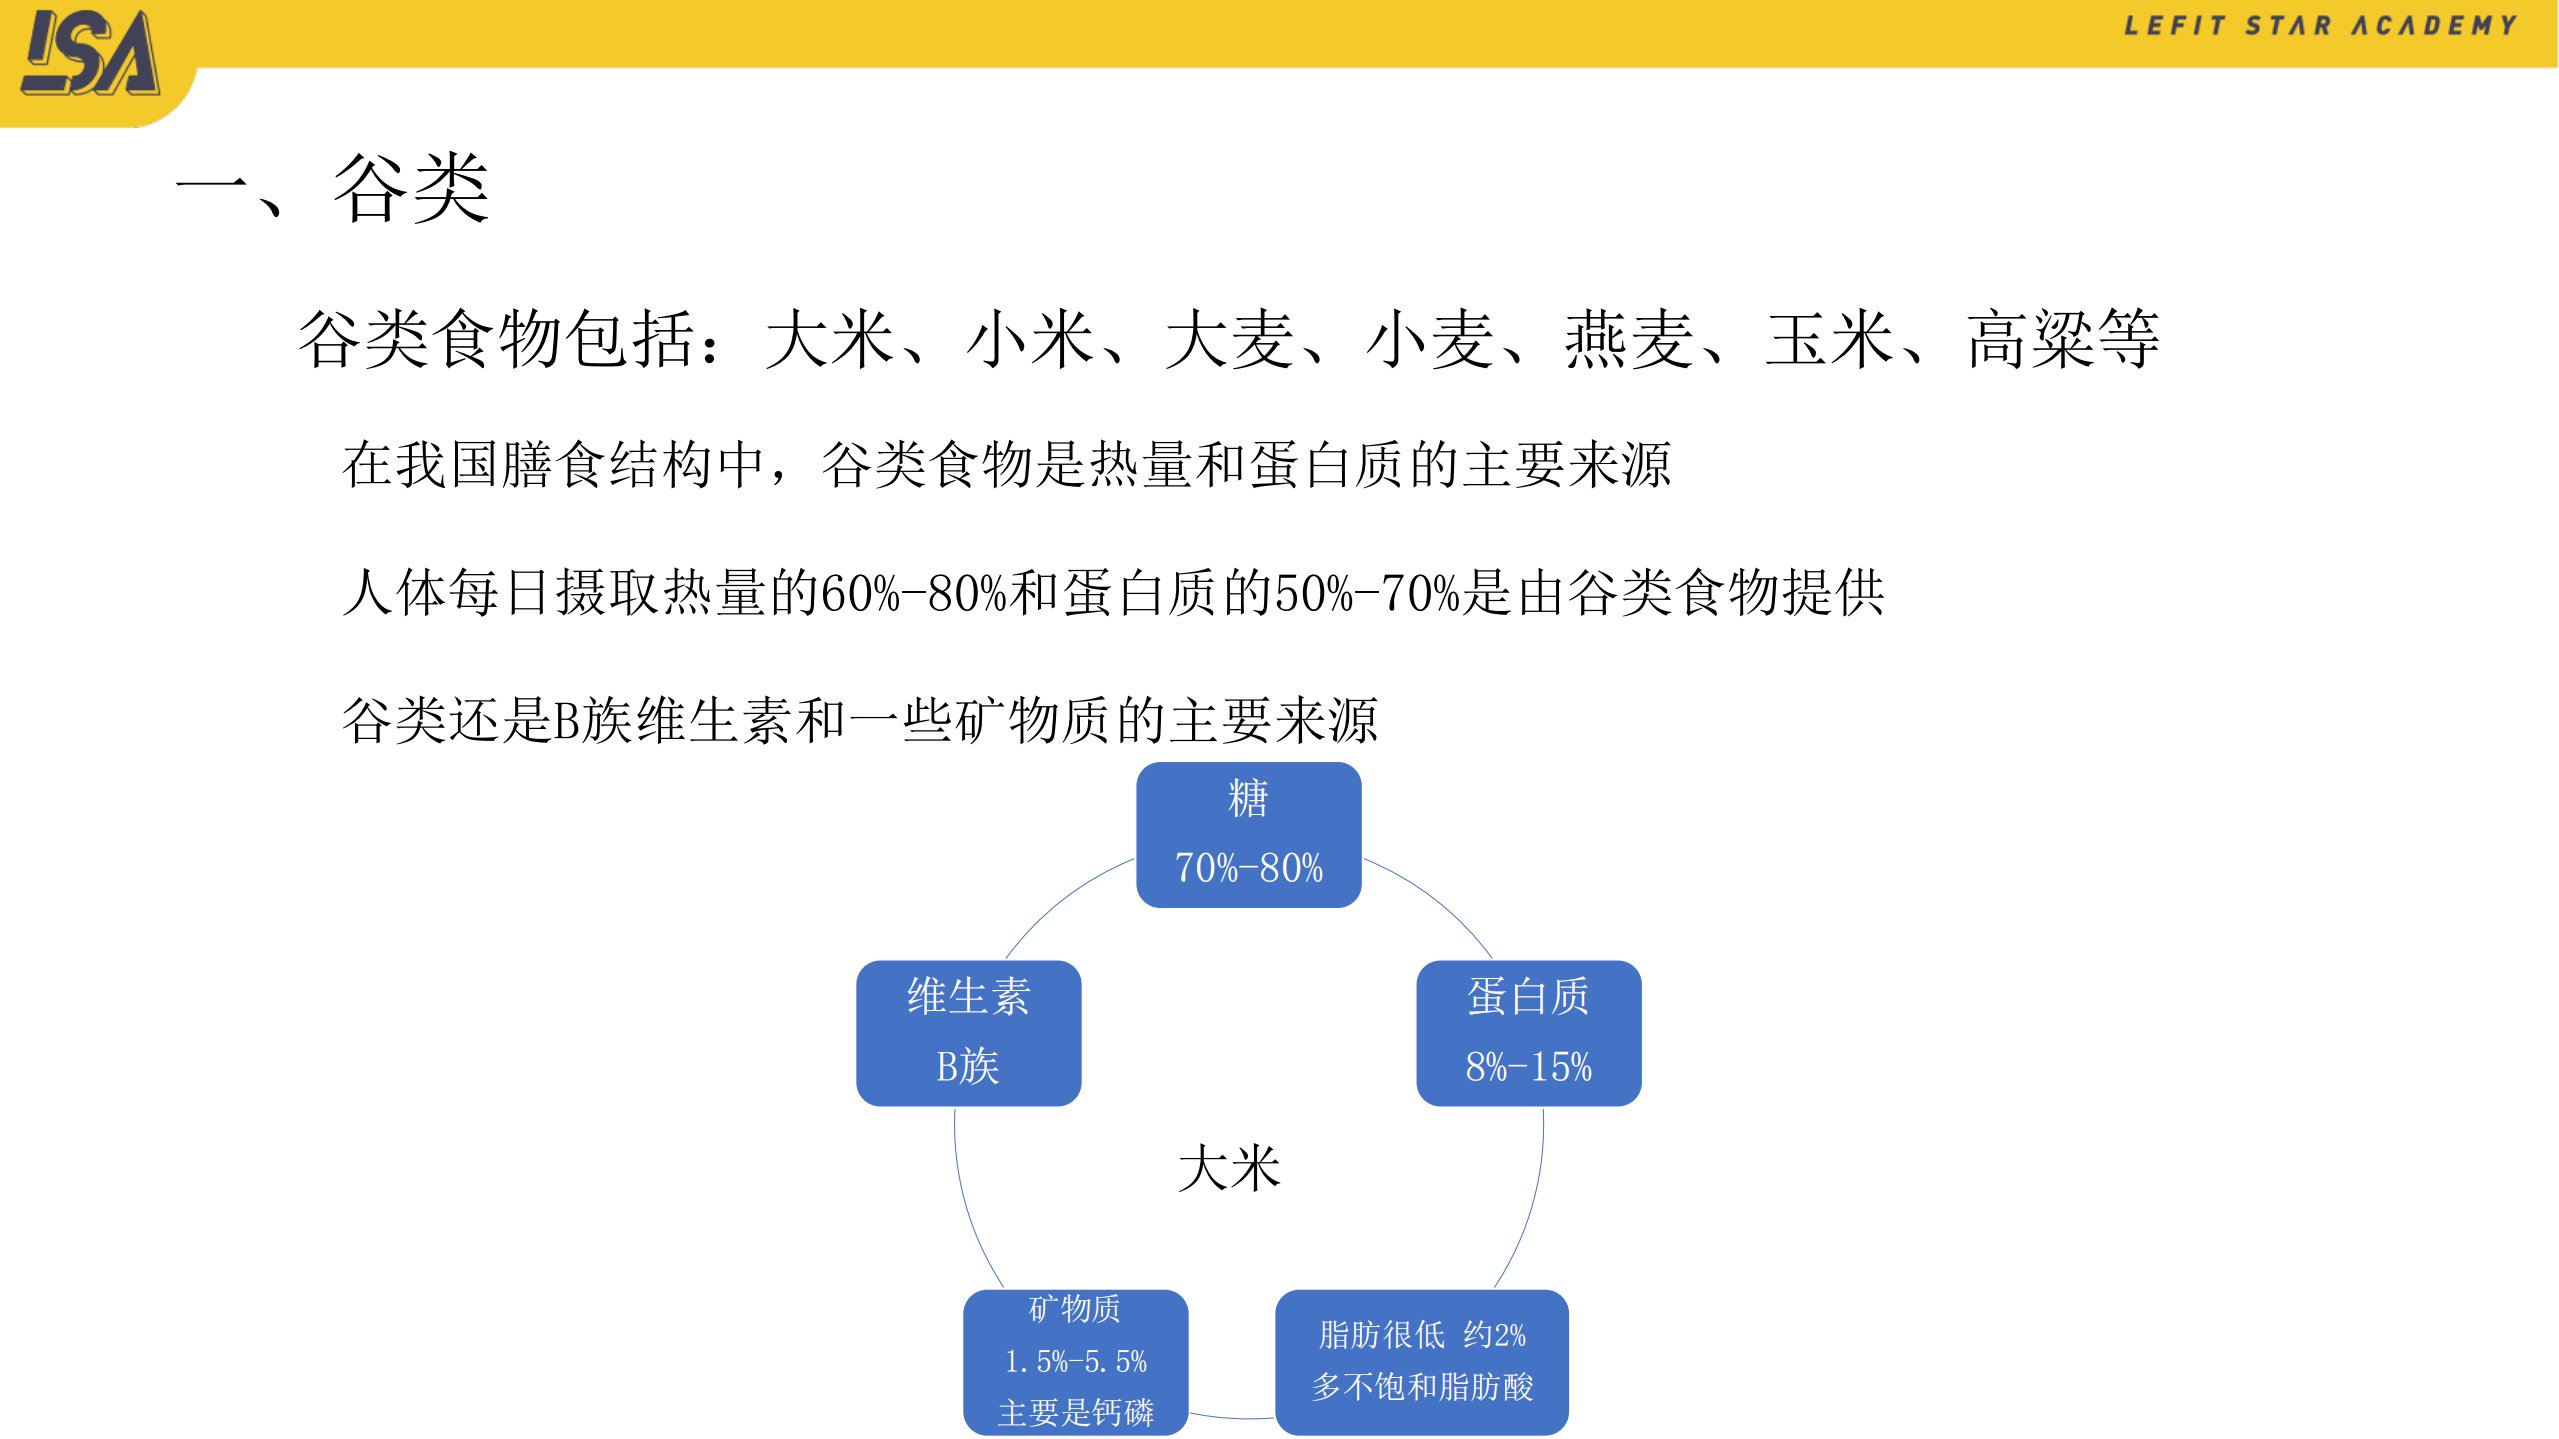 LSA
LEFIT STAR ACADEMY
一、谷类
谷类食物包括：大米、小米、大麦、小麦、燕麦、玉米、高粱等
在我国膳食结构中，谷类食物是热量和蛋白质的主要来源
人体每日摄取热量的60%-80%和蛋白质的50%-70%是由谷类食物提供
谷类还是B族维生素和一些矿物质的主要来源
糖
70%-80%
维生素
B族
蛋白质
8%-15%
大米
矿物质
1.5%-5.5%
主要是钙磷
脂肪很低 约2%
多不饱和脂肪酸